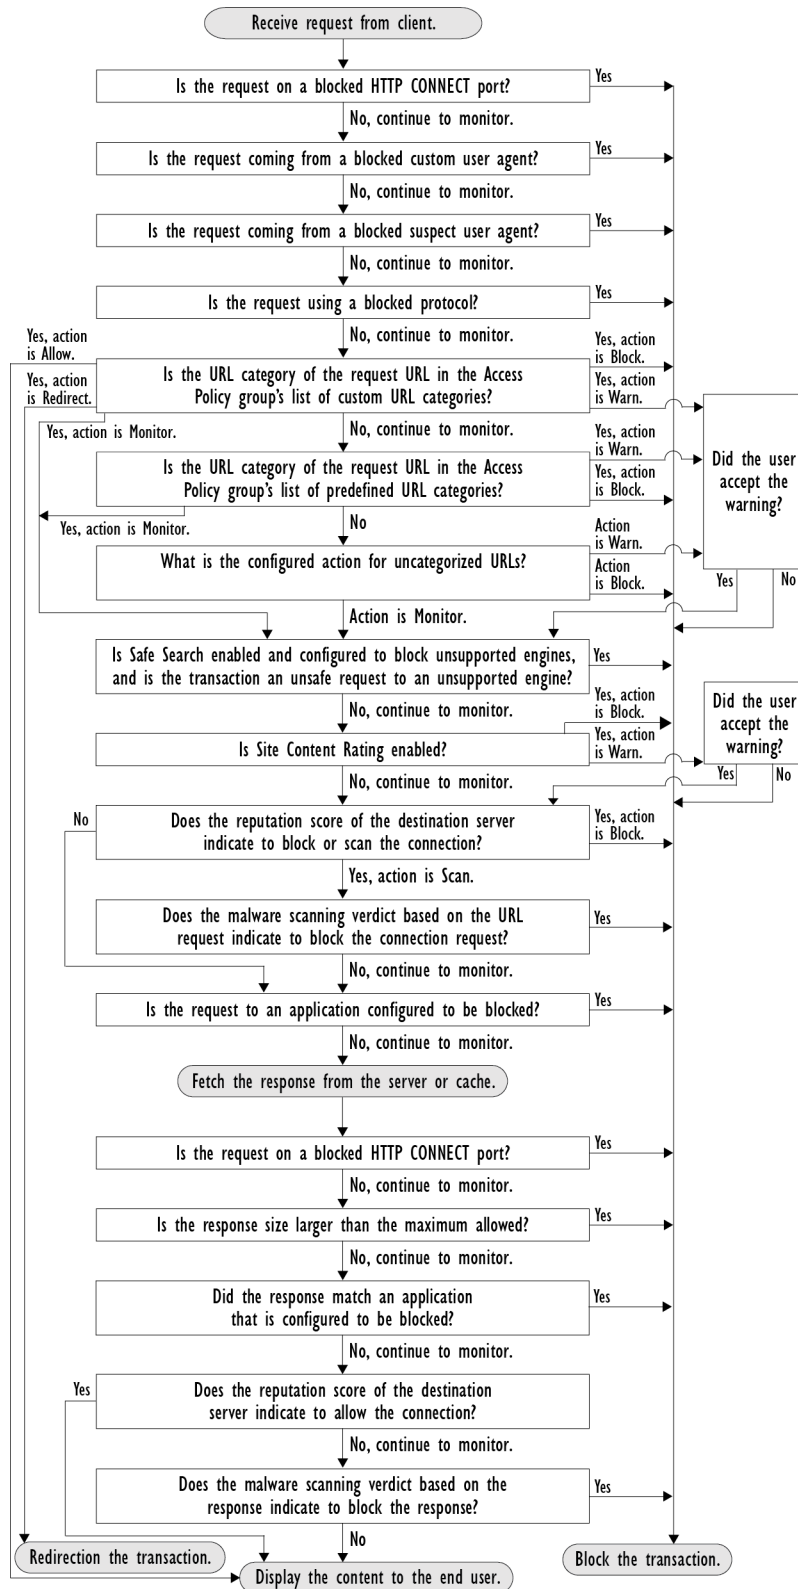 Receive request from client.
Is the request on a blocked HTTP CONNECT port?
Yes
No, continue to monitor.
Is the request coming from a blocked custom user agent?
Yes
No, continue to monitor.
Is the request coming from a blocked suspect user agent?
Yes
No, continue to monitor.
Is the request using a blocked protocol?
Yes
No, continue to monitor.
Yes, action
is Allow.
Yes, action
is Redirect.
Is the URL category of the request URL in the Access
Policy group's list of custom URL categories?
Yes, action
is Block.
Yes, action
is Warn.
Yes, action is Monitor.
No, continue to monitor.
Is the URL category of the request URL in the Access
Policy group's list of predefined URL categories?
Yes, action
is Warn.
Yes, action
is Block.
Did the user
accept the
warning?
Yes, action is Monitor.
No
What is the configured action for uncategorized URLs?
Action
is Warn.
Action
is Block.
Yes
No
Action is Monitor.
Is Safe Search enabled and configured to block unsupported engines,
and is the transaction an unsafe request to an unsupported engine?
Yes
No, continue to monitor.
Is Site Content Rating enabled?
Yes, action
is Block.
Yes, action
is Warn.
Did the user
accept the
warning?
Yes
No
No, continue to monitor.
No
Does the reputation score of the destination server
indicate to block or scan the connection?
Yes, action
is Block.
Yes, action is Scan.
Does the malware scanning verdict based on the URL
request indicate to block the connection request?
Yes
No, continue to monitor.
Is the request to an application configured to be blocked?
Yes
No, continue to monitor.
Fetch the response from the server or cache.
Is the request on a blocked HTTP CONNECT port?
Yes
No, continue to monitor.
Is the response size larger than the maximum allowed?
Yes
No, continue to monitor.
Did the response match an application
that is configured to be blocked?
Yes
No, continue to monitor.
Yes
Does the reputation score of the destination
server indicate to allow the connection?
No, continue to monitor.
Does the malware scanning verdict based on the
response indicate to block the response?
Yes
No
Redirection the transaction.
Display the content to the end user.
Block the transaction.